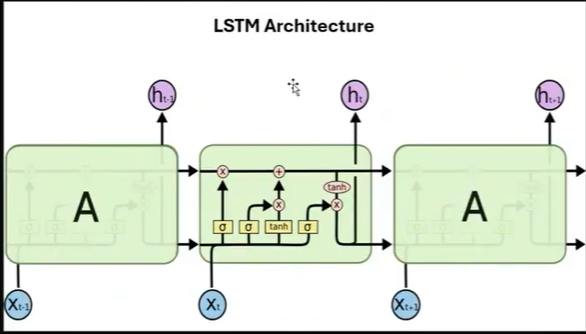 LSTM Architecture
hₜ₋₁ hₜ hₜ₊₁
x +
A tanh A
x x
σ σ tanh σ
Xₜ₋₁ Xₜ Xₜ₊₁